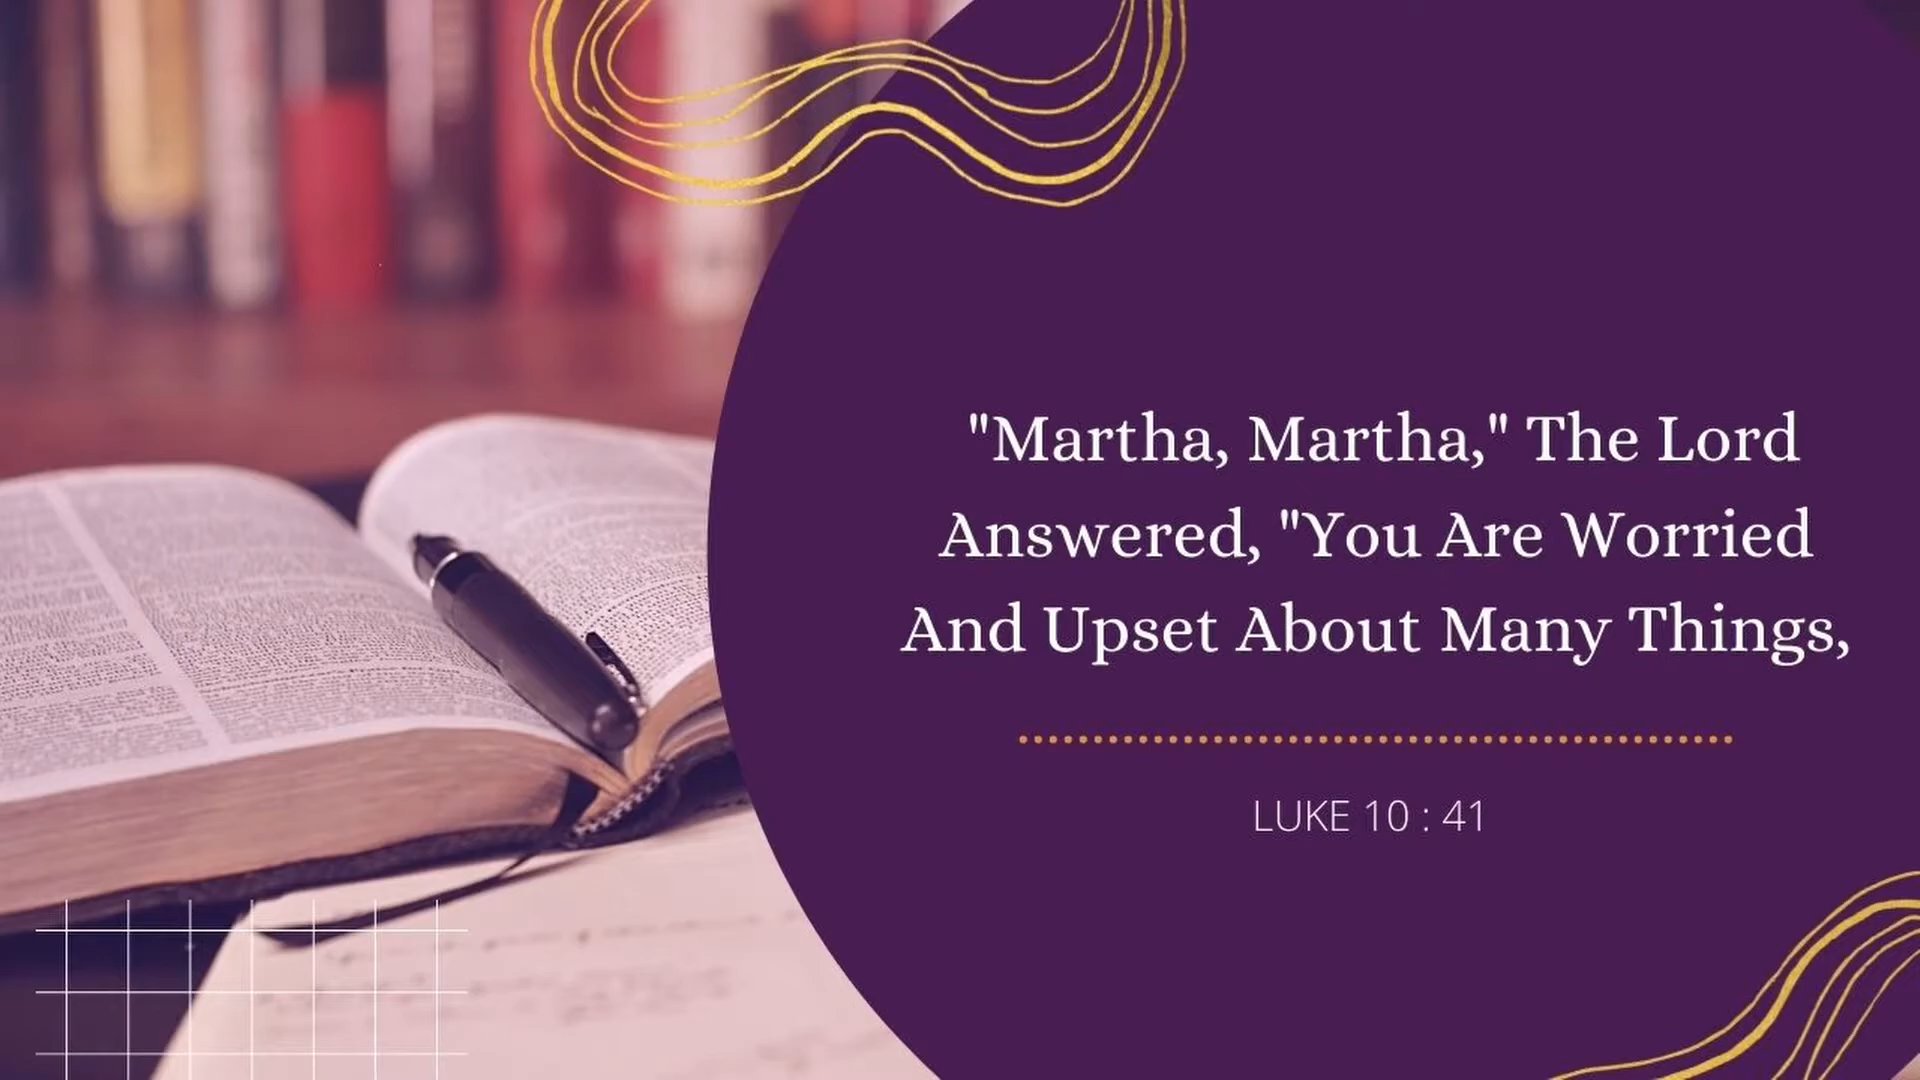 "Martha, Martha," The Lord
Answered, "You Are Worried
And Upset About Many Things,
LUKE 10 : 41